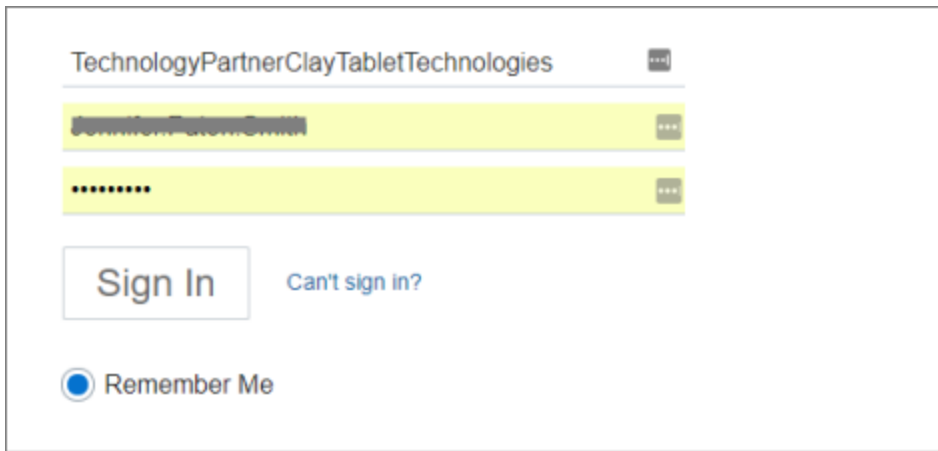 TechnologyPartnerClayTabletTechnologies
•••••••••
Sign In
Can't sign in?
Remember Me